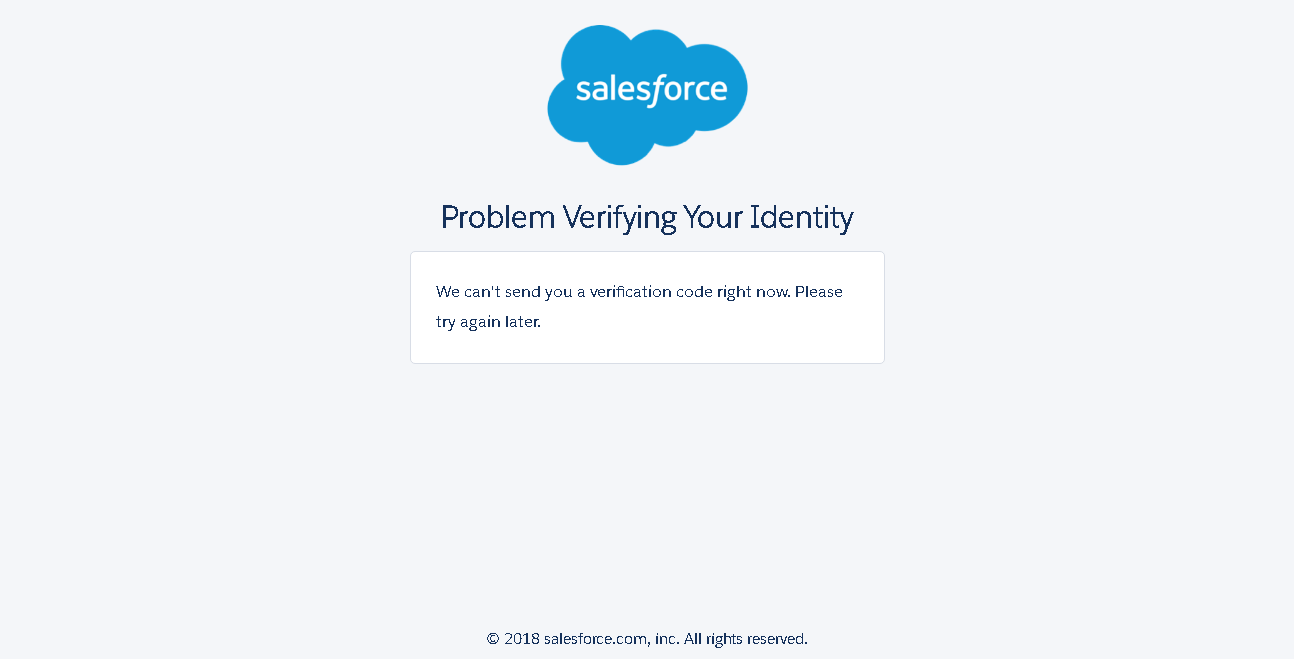 salesforce
Problem Verifying Your Identity
We can't send you a verification code right now. Please
try again later.
© 2018 salesforce.com, inc. All rights reserved.